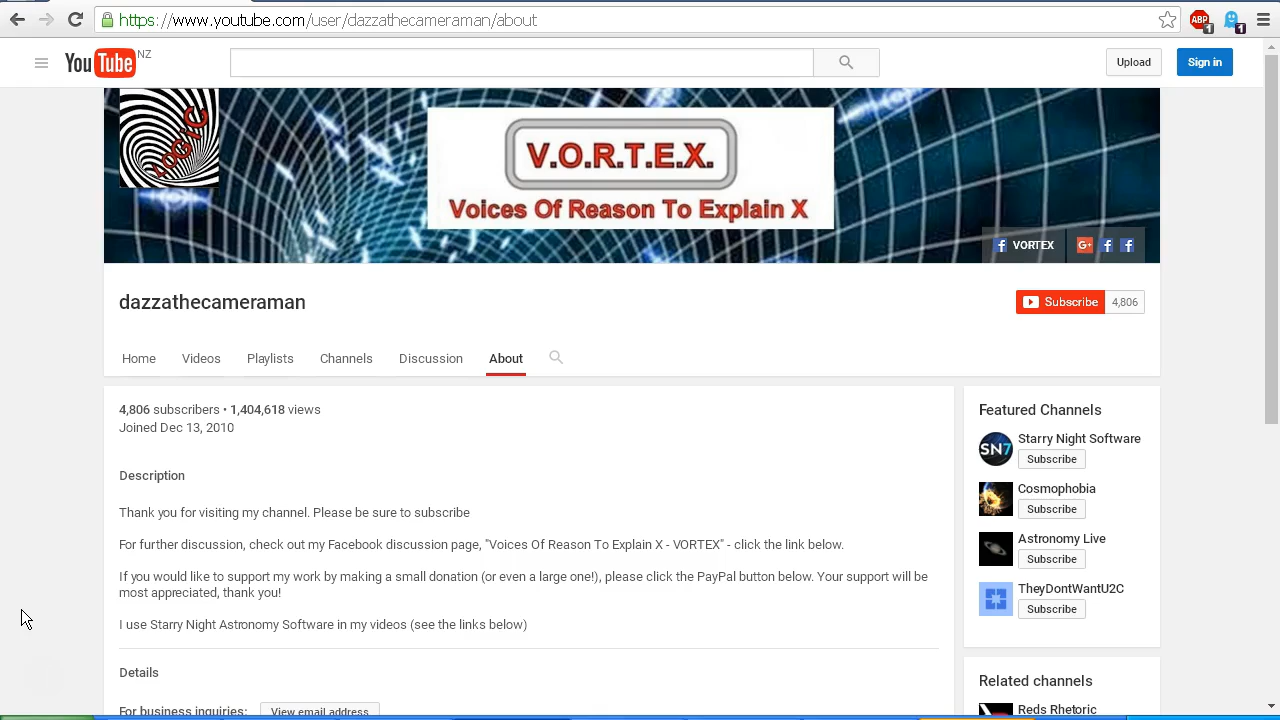 https://www.youtube.com/user/dazzathecameraman/about
ABP 1 1
YouTube NZ
Upload
Sign in
LOGIC
V.O.R.T.E.X.
Voices Of Reason To Explain X
VORTEX
G+
dazzathecameraman
Subscribe 4,806
Home Videos Playlists Channels Discussion About
4,806 subscribers • 1,404,618 views
Joined Dec 13, 2010
Description
Thank you for visiting my channel. Please be sure to subscribe
For further discussion, check out my Facebook discussion page, "Voices Of Reason To Explain X - VORTEX" - click the link below.
If you would like to support my work by making a small donation (or even a large one!), please click the PayPal button below. Your support will be
most appreciated, thank you!
I use Starry Night Astronomy Software in my videos (see the links below)
Details
For business inquiries: View email address
Featured Channels
SN7
Starry Night Software
Subscribe
Cosmophobia
Subscribe
Astronomy Live
Subscribe
TheyDontWantU2C
Subscribe
Related channels
Reds Rhetoric